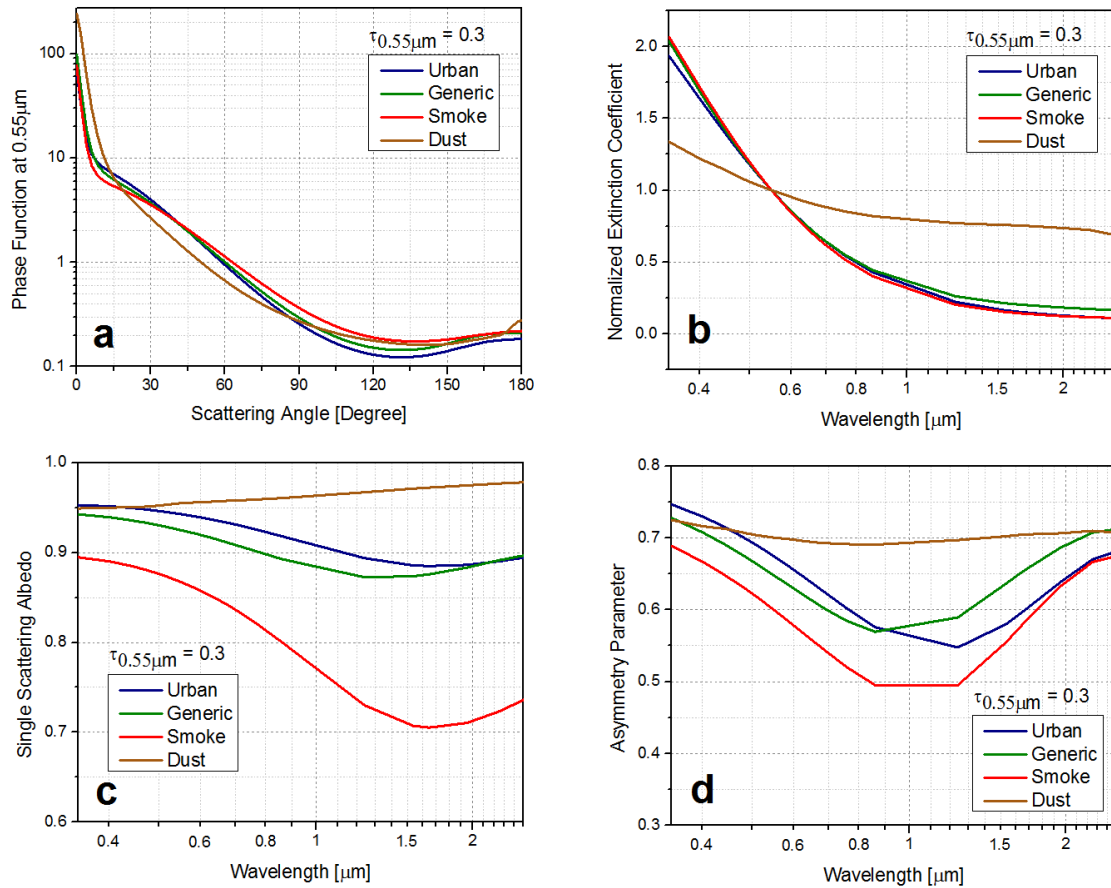 τ0.55μm = 0.3
Urban
Generic
Smoke
Dust
100
10
1
0.1
Phase Function at 0.55μm
a
0 30 60 90 120 150 180
Scattering Angle [Degree]
τ0.55μm = 0.3
Urban
Generic
Smoke
Dust
2.0
1.5
1.0
0.5
0.0
Normalized Extinction Coefficient
b
0.4 0.6 0.8 1 1.5 2
Wavelength [μm]
1.0
0.9
0.8
0.7
0.6
Single Scattering Albedo
τ0.55μm = 0.3
Urban
Generic
Smoke
Dust
c
0.4 0.6 0.8 1 1.5 2
Wavelength [μm]
0.8
0.7
0.6
0.5
0.4
0.3
Asymmetry Parameter
τ0.55μm = 0.3
Urban
Generic
Smoke
Dust
d
0.4 0.6 0.8 1 1.5 2
Wavelength [μm]